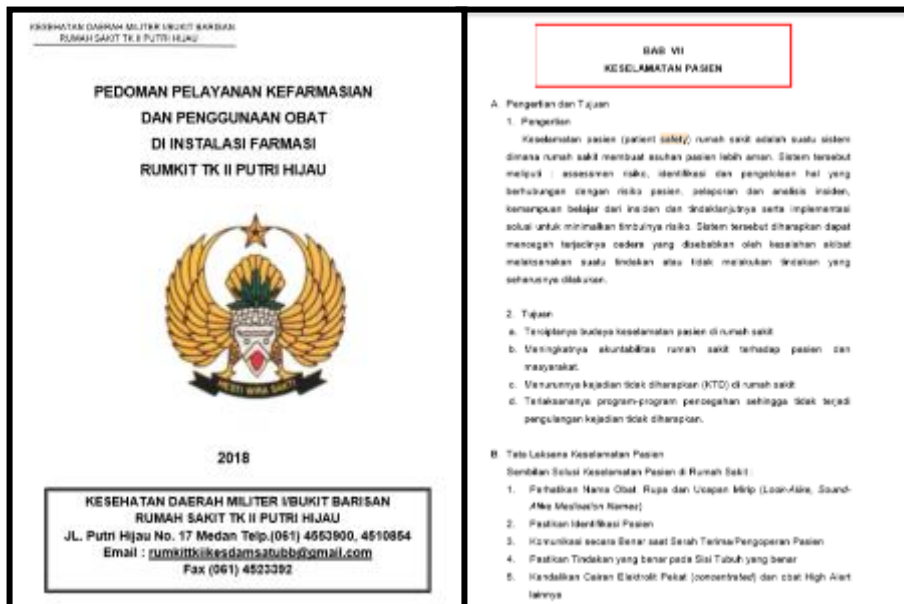 KESEHATAN DAERAH MILITER I/BUKIT BARISAN
RUMAH SAKIT TK II PUTRI HIJAU
PEDOMAN PELAYANAN KEFARMASIAN
DAN PENGGUNAAN OBAT
DI INSTALASI FARMASI
RUMKIT TK II PUTRI HIJAU
HESTI WIRA SAKTI
2018
KESEHATAN DAERAH MILITER I/BUKIT BARISAN
RUMAH SAKIT TK II PUTRI HIJAU
JL. Putri Hijau No. 17 Medan Telp.(061) 4553900, 4510854
Email : rumkittkiikesdamsatubb@gmail.com
Fax (061) 4523392
BAB VII
KESELAMATAN PASIEN
A. Pengertian dan Tujuan
1. Pengertian
Keselamatan pasien (patient safety) rumah sakit adalah suatu sistem
dimana rumah sakit membuat asuhan pasien lebih aman. Sistem tersebut
meliputi : assessmen risiko, identifikasi dan pengelolaan hal yang
berhubungan dengan risiko pasien, pelaporan dan analisis insiden,
kemampuan belajar dari insiden dan tindaklanjutnya serta implementasi
solusi untuk minimalkan timbulnya risiko. Sistem tersebut diharapkan dapat
mencegah terjadinya cedera yang disebabkan oleh kesalahan akibat
melaksanakan suatu tindakan atau tidak melakukan tindakan yang
seharusnya dilakukan.
2. Tujuan
a. Terciptanya budaya keselamatan pasien di rumah sakit
b. Meningkatnya akuntabilitas rumah sakit terhadap pasien dan
masyarakat.
c. Menurunnya kejadian tidak diharapkan (KTD) di rumah sakit
d. Terlaksananya program-program pencegahan sehingga tidak terjadi
pengulangan kejadian tidak diharapkan.
B. Tata Laksana Keselamatan Pasien
Sembilan Solusi Keselamatan Pasien di Rumah Sakit :
1. Perhatikan Nama Obat, Rupa dan Ucapan Mirip (Look-Alike, Sound-
Alike Medication Names)
2. Pastikan Identifikasi Pasien
3. Komunikasi secara Benar saat Serah Terima/Pengoperan Pasien
4. Pastikan Tindakan yang benar pada Sisi Tubuh yang benar
5. Kendalikan Cairan Elektrolit Pekat (concentrated) dan obat High Alert
lainnya